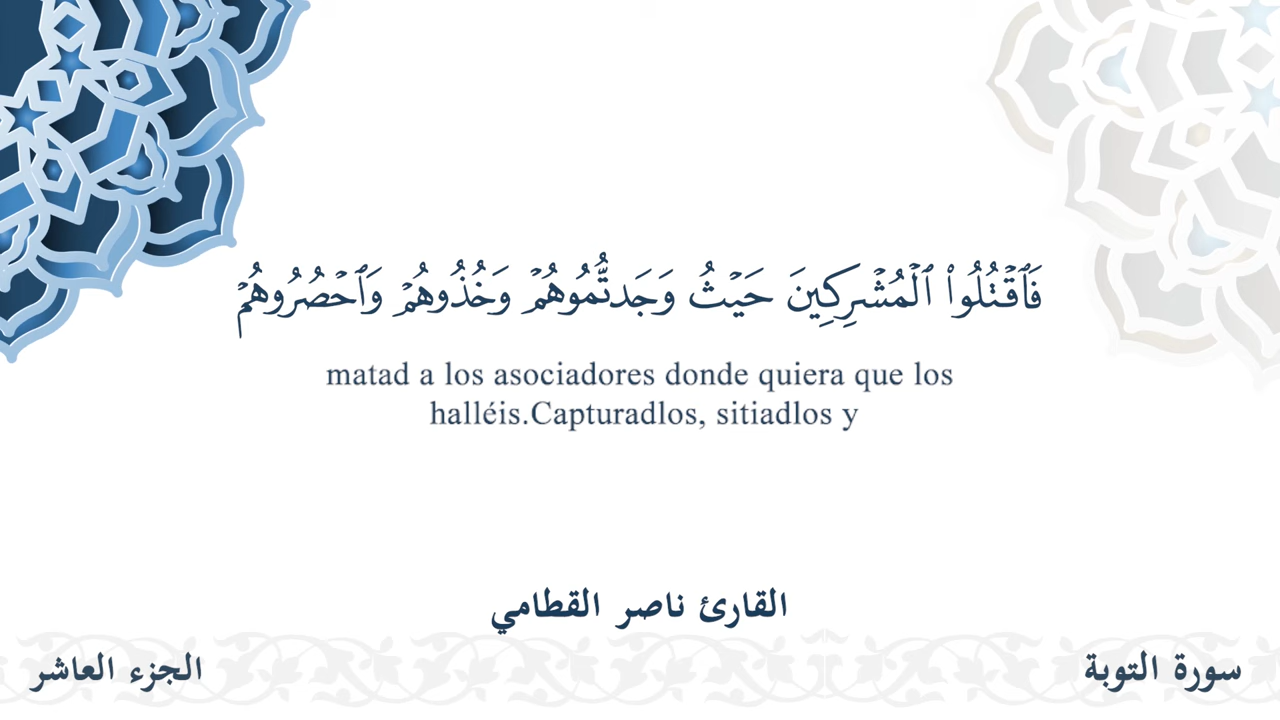 فَٱقۡتُلُواْ ٱلۡمُشۡرِكِينَ حَيۡثُ وَجَدتُّمُوهُمۡ وَخُذُوهُمۡ وَٱحۡصُرُوهُمۡ
matad a los asociadores donde quiera que los
halléis.Capturadlos, sitiadlos y
القارئ ناصر القطامي
سورة التوبة
الجزء العاشر